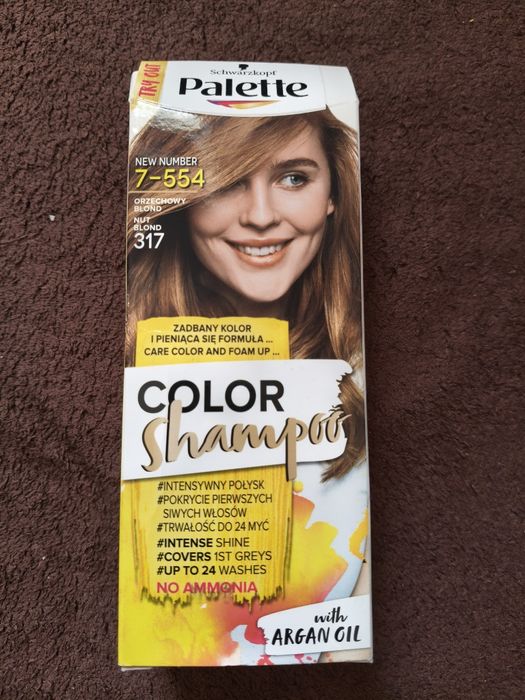 TRY OUT
Schwarzkopf
Palette
NEW NUMBER
7-554
ORZECHOWY
BLOND
NUT
BLOND
317
ZADBANY KOLOR
I PIENIĄCA SIĘ FORMUŁA ...
CARE COLOR AND FOAM UP ...
COLOR
Shampoo
#INTENSYWNY POŁYSK
#POKRYCIE PIERWSZYCH
SIWYCH WŁOSÓW
#TRWAŁOŚĆ DO 24 MYĆ
#INTENSE SHINE
#COVERS 1ST GREYS
#UP TO 24 WASHES
NO AMMONIA
with
ARGAN OIL